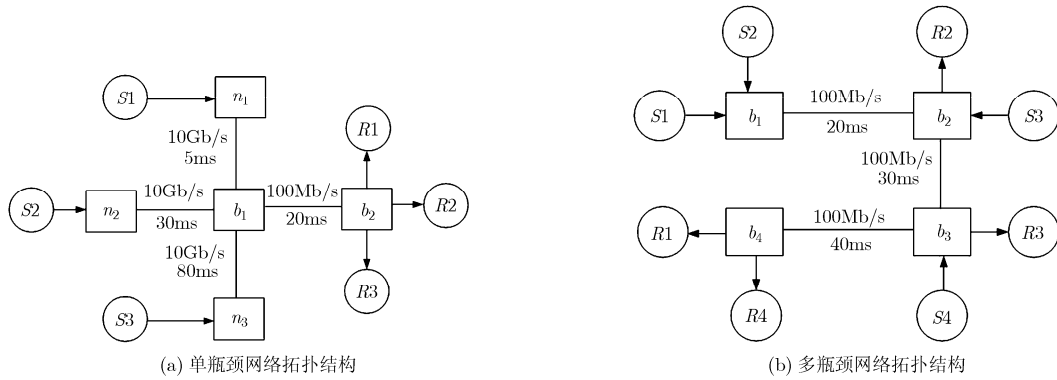 S1
n1
10Gb/s
5ms
R1
S2
n2
10Gb/s
30ms
b1
100Mb/s
20ms
b2
R2
10Gb/s
80ms
R3
S3
n3
(a) 单瓶颈网络拓扑结构
S2
R2
S1
b1
100Mb/s
20ms
b2
S3
100Mb/s
30ms
R1
b4
100Mb/s
40ms
b3
R3
R4
S4
(b) 多瓶颈网络拓扑结构